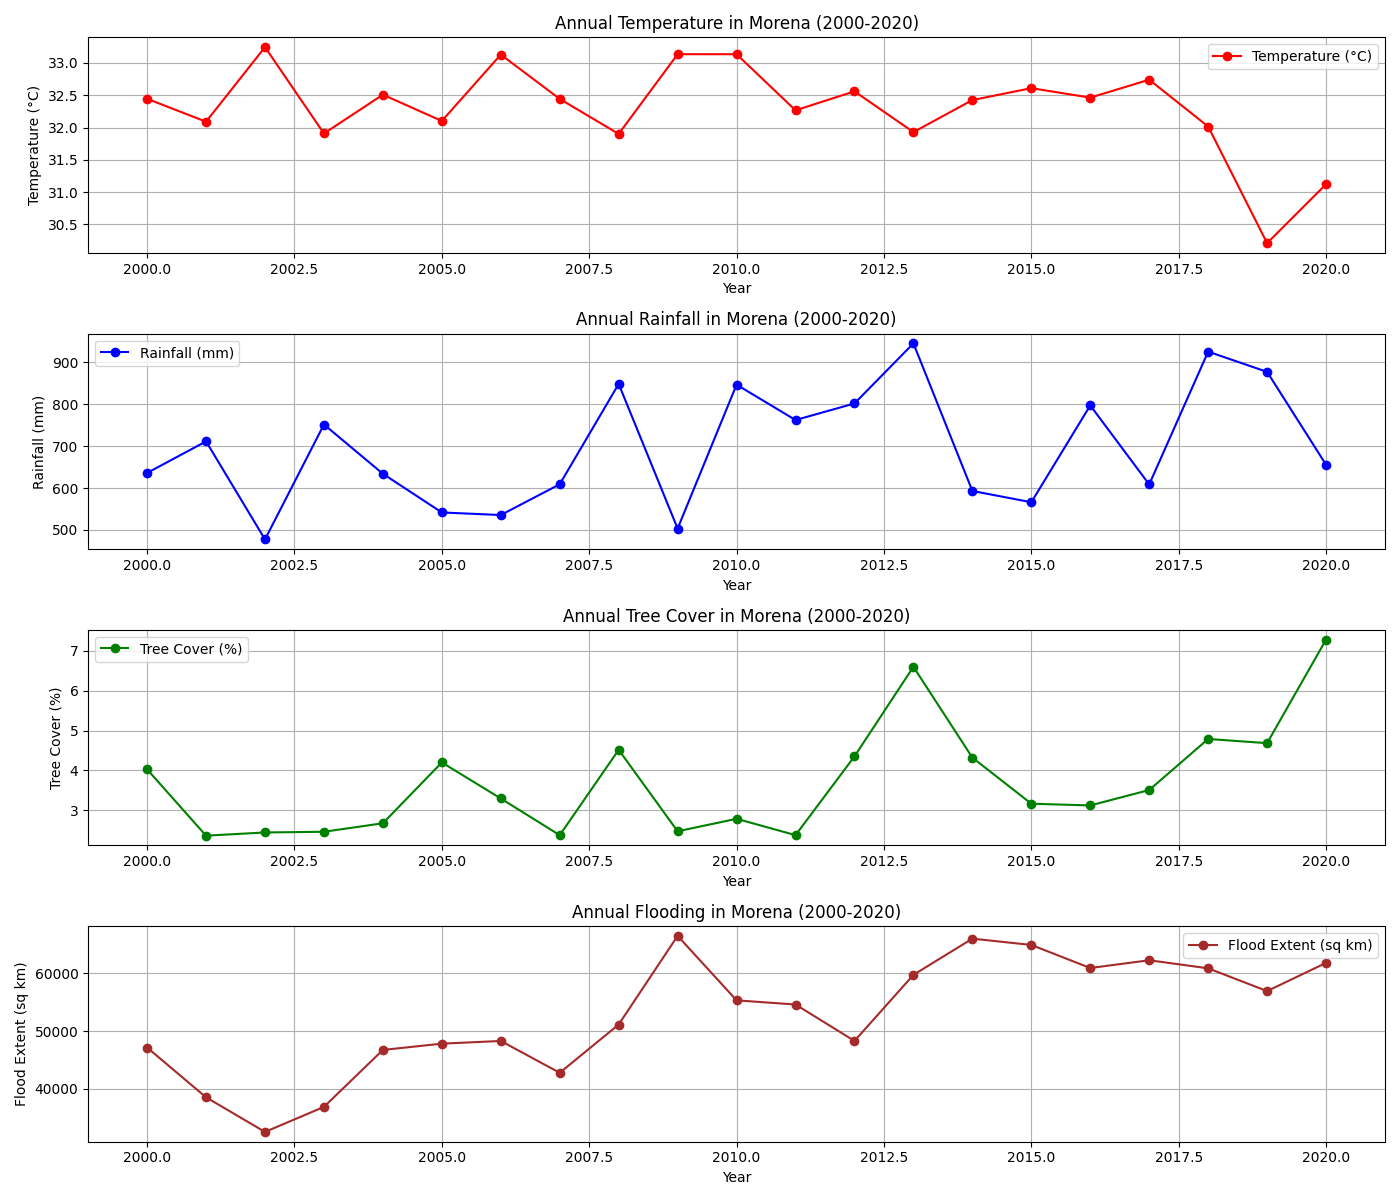 Annual Temperature in Morena (2000-2020)
Temperature (°C)
33.0
32.5
32.0
31.5
31.0
30.5
Temperature (°C)
2000.0 2002.5 2005.0 2007.5 2010.0 2012.5 2015.0 2017.5 2020.0
Year
Annual Rainfall in Morena (2000-2020)
Rainfall (mm)
900
800
700
600
500
Rainfall (mm)
2000.0 2002.5 2005.0 2007.5 2010.0 2012.5 2015.0 2017.5 2020.0
Year
Annual Tree Cover in Morena (2000-2020)
Tree Cover (%)
7
6
5
4
3
Tree Cover (%)
2000.0 2002.5 2005.0 2007.5 2010.0 2012.5 2015.0 2017.5 2020.0
Year
Annual Flooding in Morena (2000-2020)
Flood Extent (sq km)
60000
50000
40000
Flood Extent (sq km)
2000.0 2002.5 2005.0 2007.5 2010.0 2012.5 2015.0 2017.5 2020.0
Year